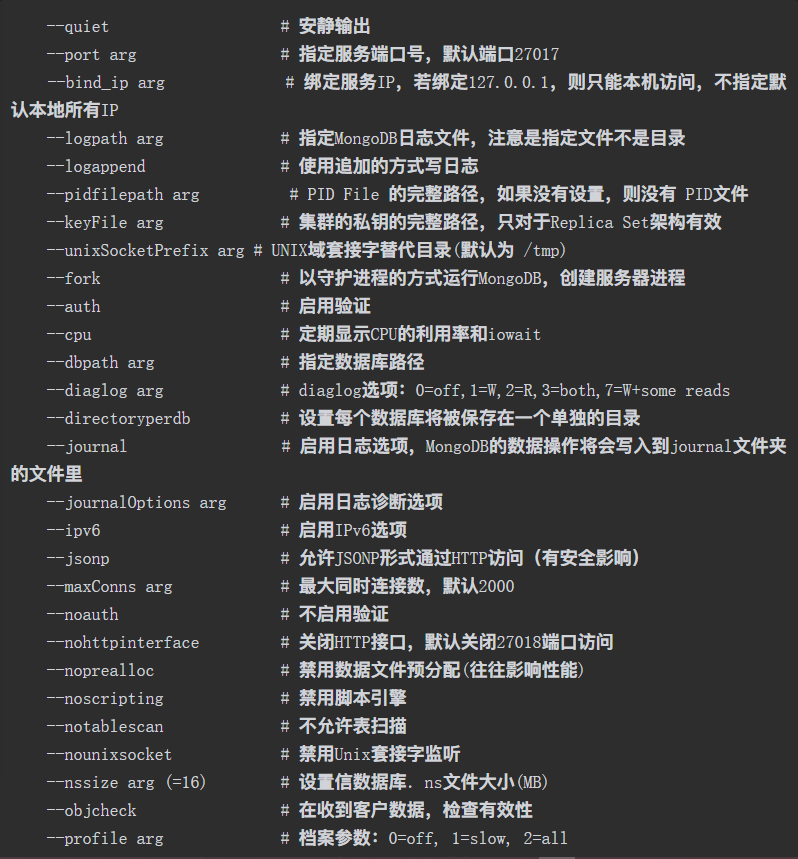 --quiet # 安静输出
--port arg # 指定服务端口号，默认端口27017
--bind_ip arg # 绑定服务IP，若绑定127.0.0.1，则只能本机访问，不指定默
认本地所有IP
--logpath arg # 指定MongoDB日志文件，注意是指定文件不是目录
--logappend # 使用追加的方式写日志
--pidfilepath arg # PID File 的完整路径，如果没有设置，则没有 PID文件
--keyFile arg # 集群的私钥的完整路径，只对于Replica Set架构有效
--unixSocketPrefix arg # UNIX域套接字替代目录(默认为 /tmp)
--fork # 以守护进程的方式运行MongoDB，创建服务器进程
--auth # 启用验证
--cpu # 定期显示CPU的利用率和iowait
--dbpath arg # 指定数据库路径
--diaglog arg # diaglog选项：0=off,1=W,2=R,3=both,7=W+some reads
--directoryperdb # 设置每个数据库将被保存在一个单独的目录
--journal # 启用日志选项，MongoDB的数据操作将会写入到journal文件夹
的文件里
--journalOptions arg # 启用日志诊断选项
--ipv6 # 启用IPv6选项
--jsonp # 允许JSONP形式通过HTTP访问（有安全影响）
--maxConns arg # 最大同时连接数，默认2000
--noauth # 不启用验证
--nohttpinterface # 关闭HTTP接口，默认关闭27018端口访问
--noprealloc # 禁用数据文件预分配(往往影响性能)
--noscripting # 禁用脚本引擎
--notablescan # 不允许表扫描
--nounixsocket # 禁用Unix套接字监听
--nssize arg (=16) # 设置信数据库.ns文件大小(MB)
--objcheck # 在收到客户数据，检查有效性
--profile arg # 档案参数：0=off, 1=slow, 2=all